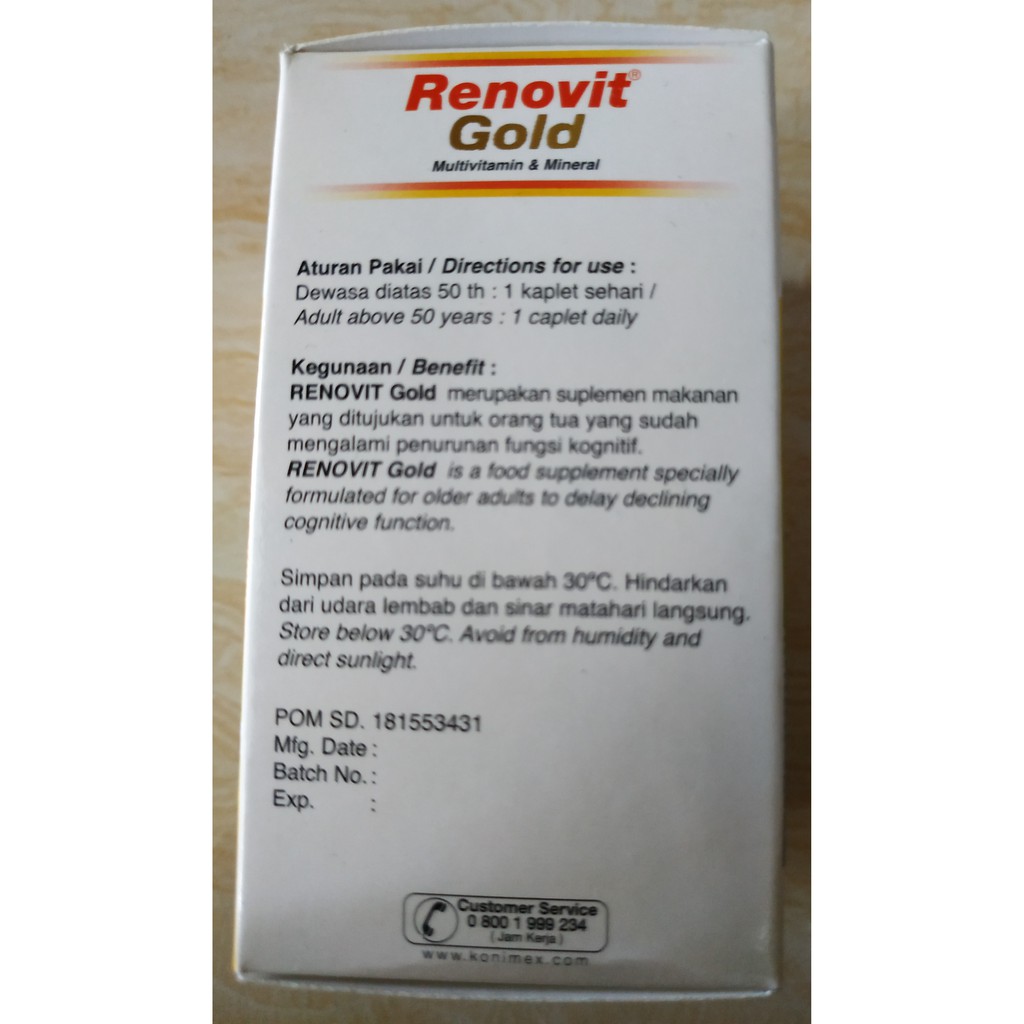 Renovit®
Gold
Multivitamin & Mineral
Aturan Pakai / Directions for use :
Dewasa diatas 50 th : 1 kaplet sehari /
Adult above 50 years : 1 caplet daily
Kegunaan / Benefit :
RENOVIT Gold merupakan suplemen makanan
yang ditujukan untuk orang tua yang sudah
mengalami penurunan fungsi kognitif.
RENOVIT Gold is a food supplement specially
formulated for older adults to delay declining
cognitive function.
Simpan pada suhu di bawah 30ºC. Hindarkan
dari udara lembab dan sinar matahari langsung.
Store below 30ºC. Avoid from humidity and
direct sunlight.
POM SD. 181553431
Mfg. Date :
Batch No. :
Exp. :
Customer Service
0 800 1 999 234
( Jam Kerja )
www.konimex.com